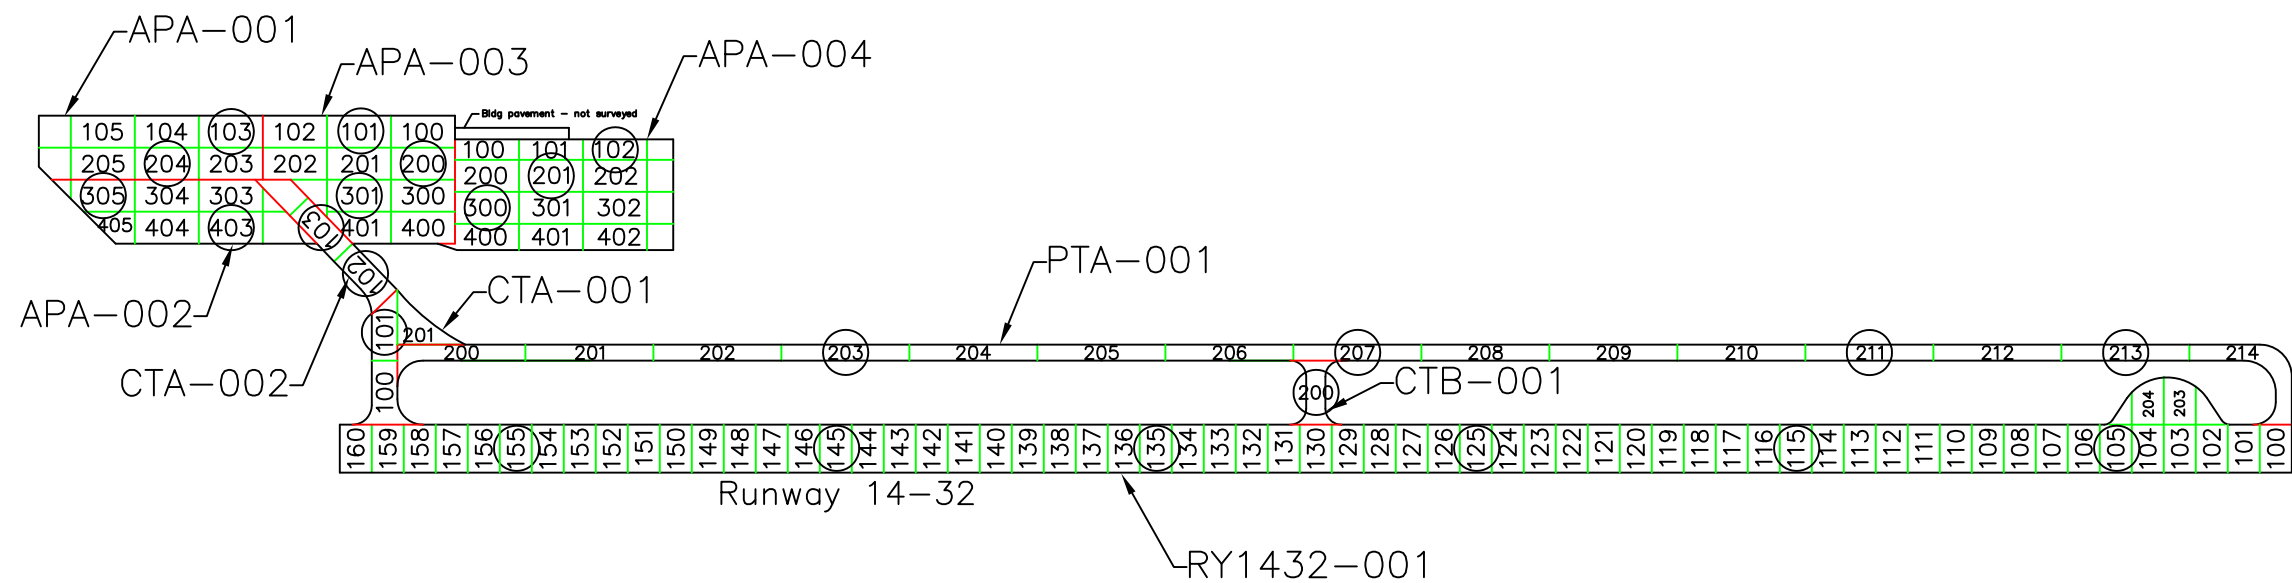 APA-001
APA-003
APA-004
Bldg pavement - not surveyed
105 104 103 102 101 100
100 101 102
205 204 203 202 201 200
200 201 202
305 304 303 301 300
300 301 302
405 404 403 103 401 400
400 401 402
102
APA-002
CTA-001
PTA-001
101 201
200 201 202 203 204 205 206 207 208 209 210 211 212 213 214
CTA-002
100
200
CTB-001
204 203
160 159 158 157 156 155 154 153 152 151 150 149 148 147 146 145 144 143 142 141 140 139 138 137 136 135 134 133 132 131 130 129 128 127 126 125 124 123 122 121 120 119 118 117 116 115 114 113 112 111 110 109 108 107 106 105 104 103 102 101 100
Runway 14-32
RY1432-001